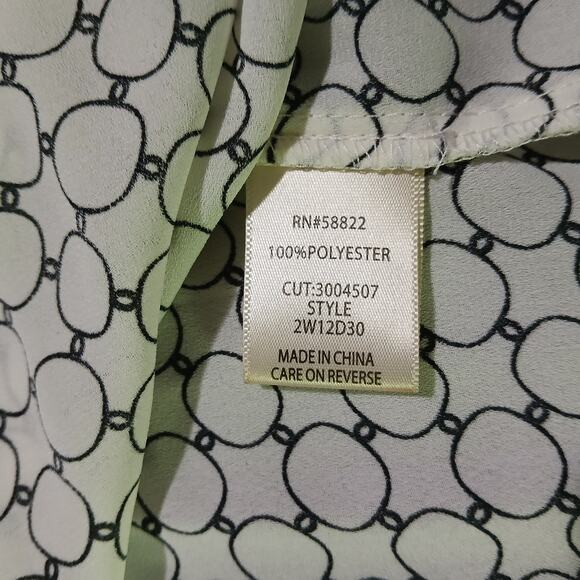 RN#58822
100%POLYESTER
CUT:3004507
STYLE
2W12D30
MADE IN CHINA
CARE ON REVERSE